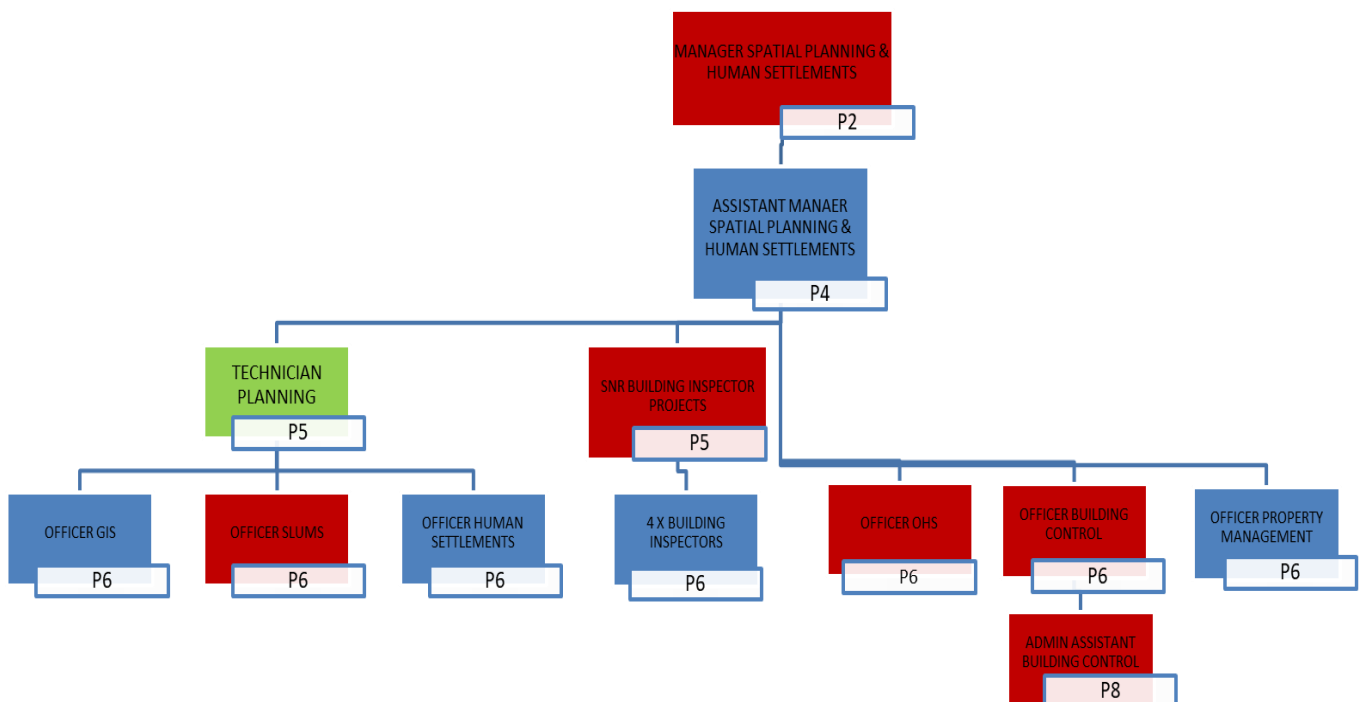 MANAGER SPATIAL PLANNING &
HUMAN SETTLEMENTS
P2
ASSISTANT MANAER
SPATIAL PLANNING &
HUMAN SETTLEMENTS
P4
TECHNICIAN
PLANNING
P5
SNR BUILDING INSPECTOR
PROJECTS
P5
OFFICER GIS
P6
OFFICER SLUMS
P6
OFFICER HUMAN
SETTLEMENTS
P6
4 X BUILDING
INSPECTORS
P6
OFFICER OHS
P6
OFFICER BUILDING
CONTROL
P6
OFFICER PROPERTY
MANAGEMENT
P6
ADMIN ASSISTANT
BUILDING CONTROL
P8